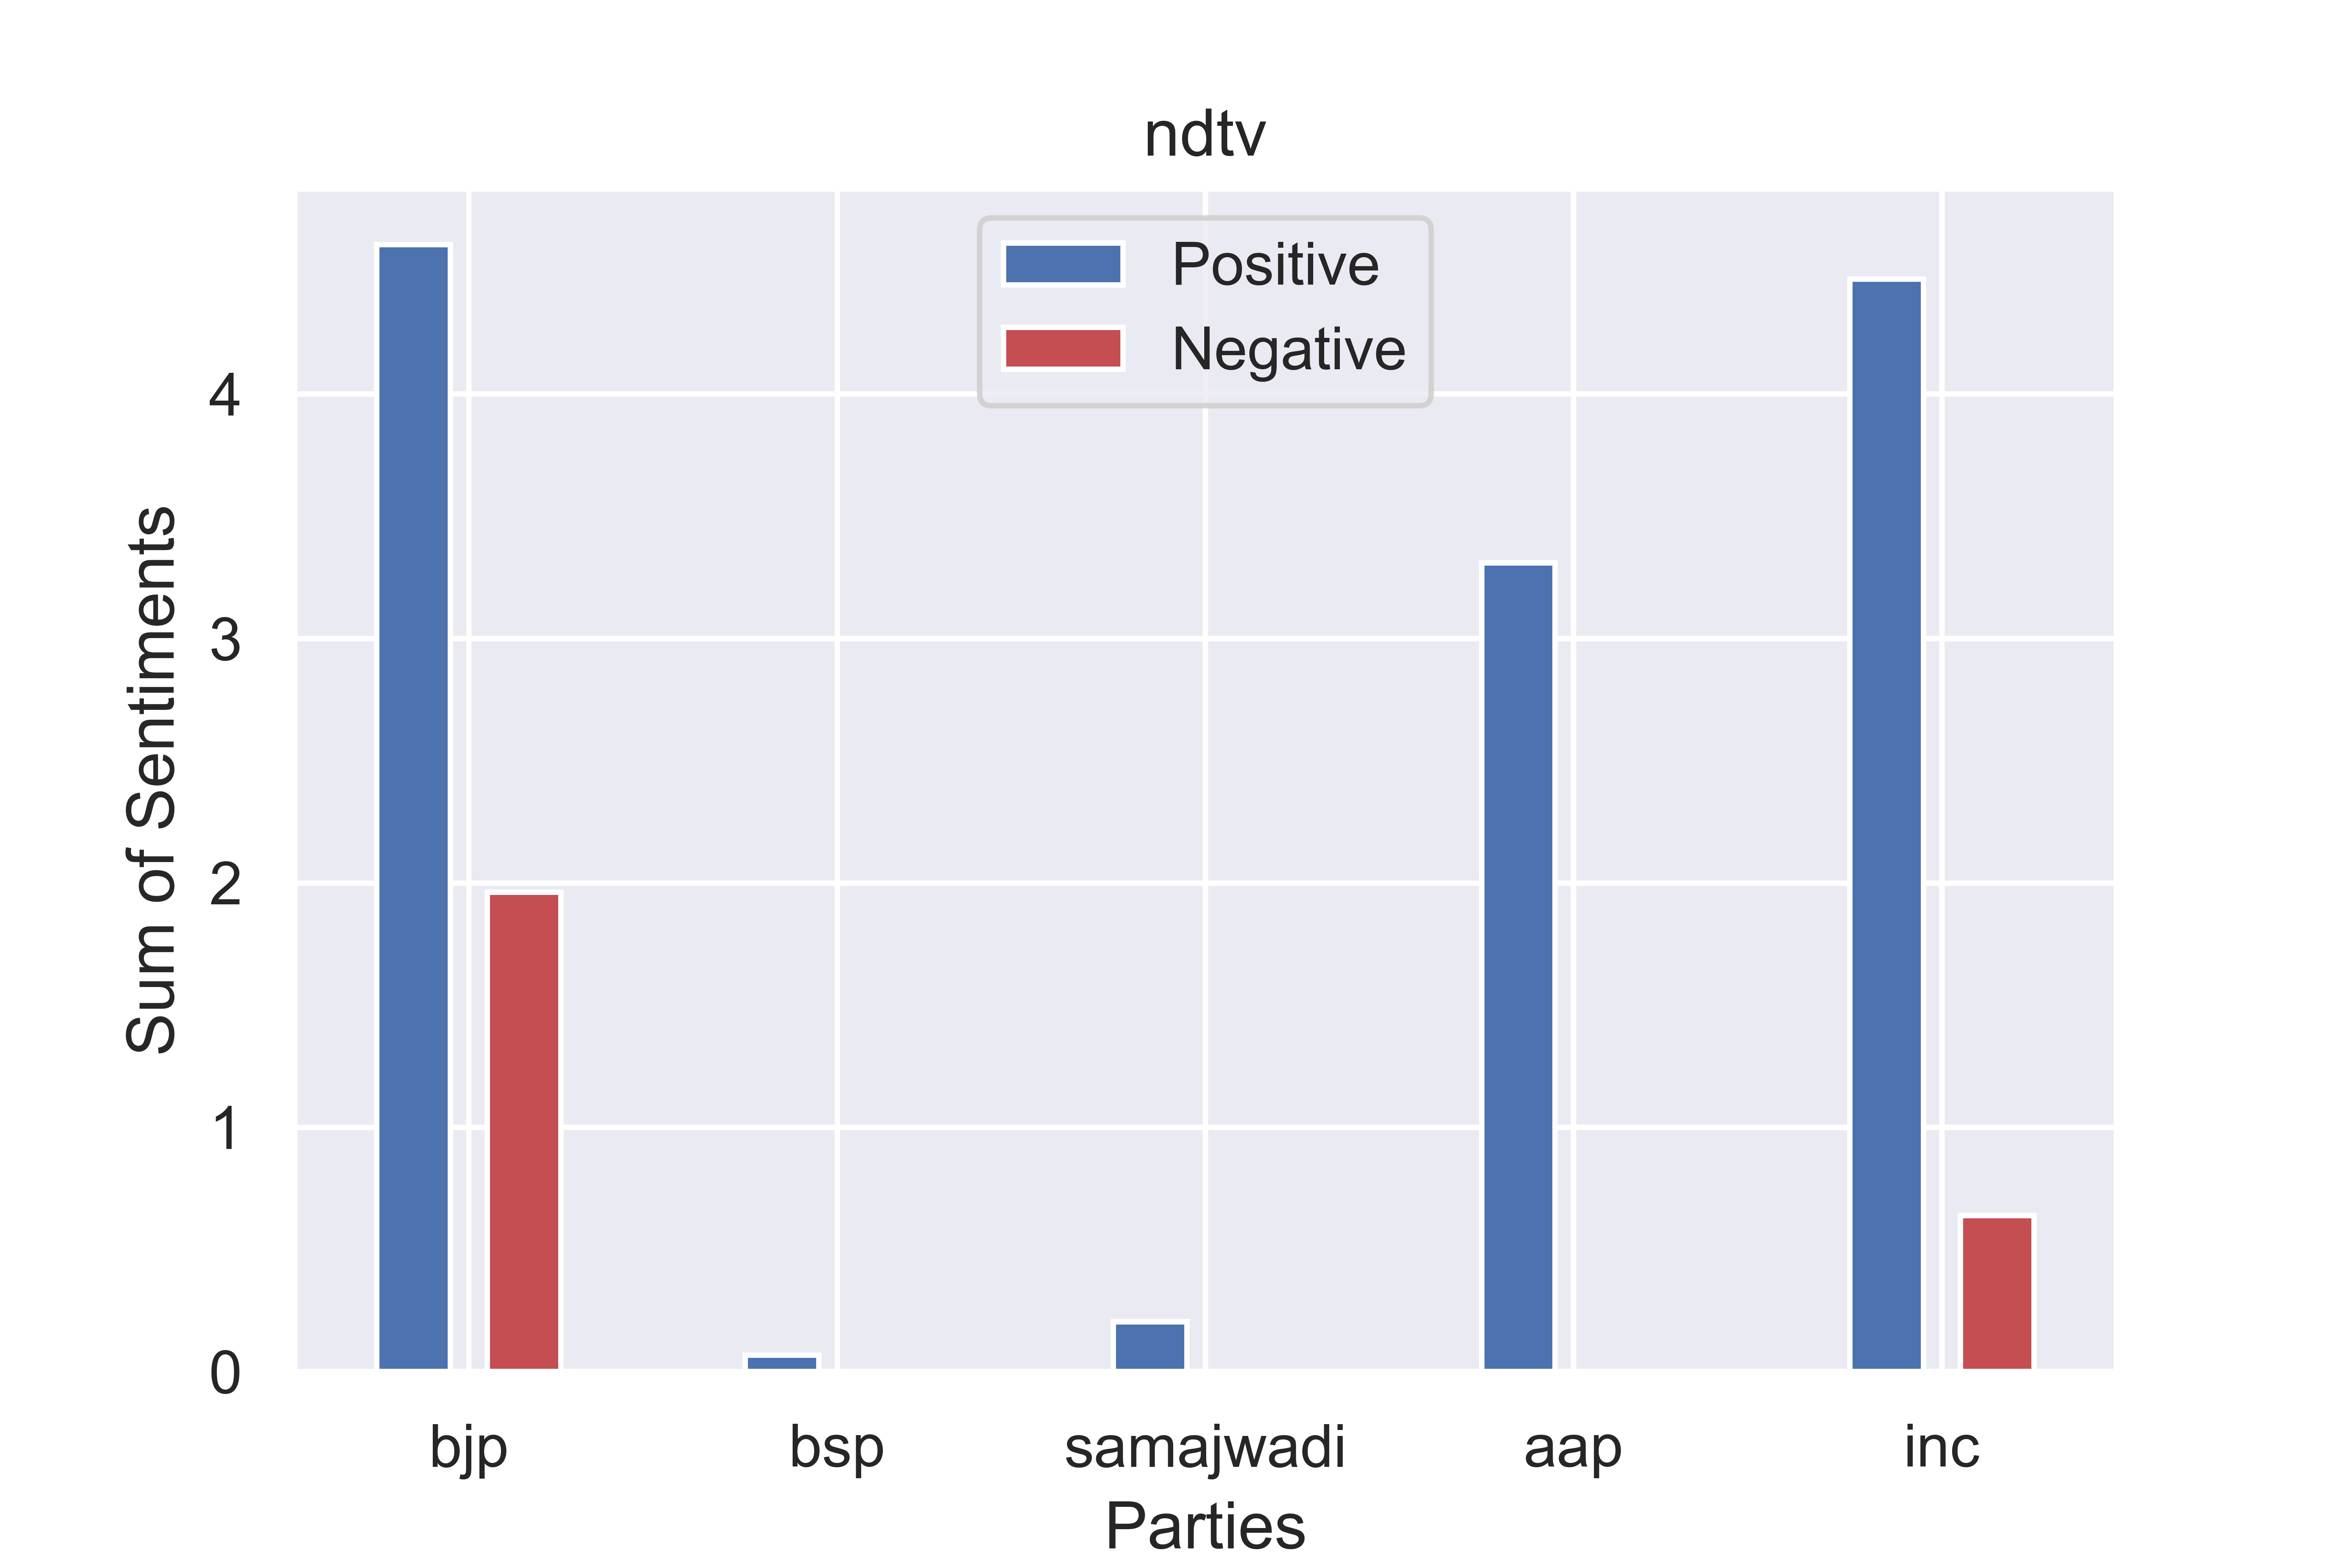 ndtv
Positive
Negative
Sum of Sentiments
4
3
2
1
0
bjp bsp samajwadi aap inc
Parties